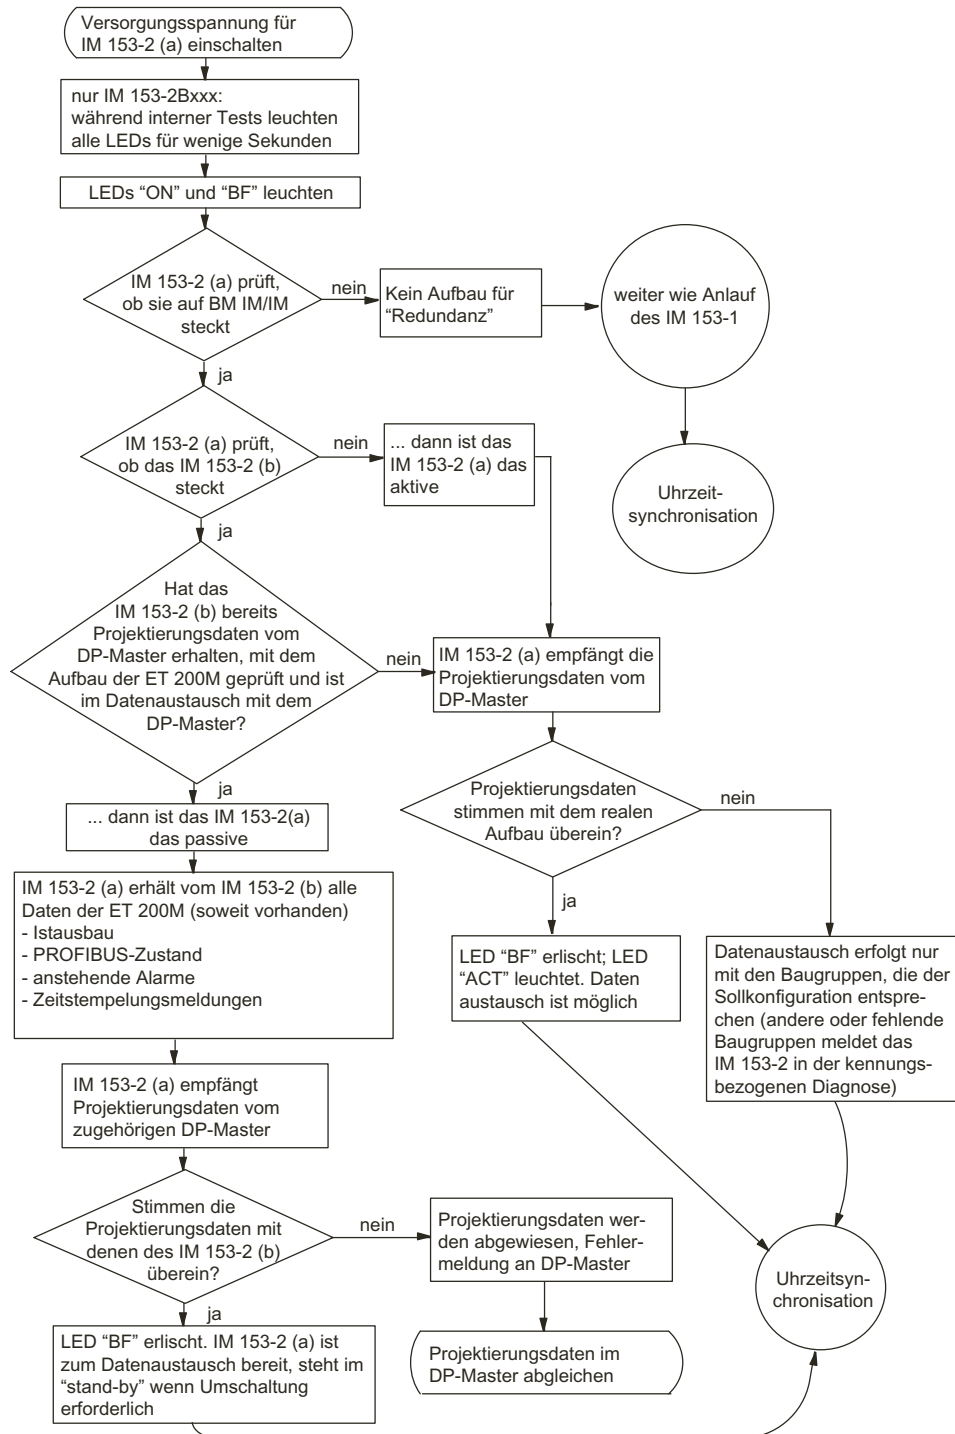 Versorgungsspannung für
IM 153-2 (a) einschalten
nur IM 153-2Bxxx:
während interner Tests leuchten
alle LEDs für wenige Sekunden
LEDs “ON” und “BF” leuchten
IM 153-2 (a) prüft,
ob sie auf BM IM/IM
steckt
nein
Kein Aufbau für
“Redundanz”
weiter wie Anlauf
des IM 153-1
ja
IM 153-2 (a) prüft,
ob das IM 153-2 (b)
steckt
nein
... dann ist das
IM 153-2 (a) das
aktive
Uhrzeit-
synchronisation
ja
Hat das
IM 153-2 (b) bereits
Projektierungsdaten vom
DP-Master erhalten, mit dem
Aufbau der ET 200M geprüft und ist
im Datenaustausch mit dem
DP-Master?
nein
IM 153-2 (a) empfängt die
Projektierungsdaten vom
DP-Master
ja
Projektierungsdaten
stimmen mit dem realen
Aufbau überein?
nein
... dann ist das IM 153-2(a)
das passive
IM 153-2 (a) erhält vom IM 153-2 (b) alle
Daten der ET 200M (soweit vorhanden)
- Istausbau
- PROFIBUS-Zustand
- anstehende Alarme
- Zeitstempelungsmeldungen
ja
LED “BF” erlischt; LED
“ACT” leuchtet. Daten
austausch ist möglich
Datenaustausch erfolgt nur
mit den Baugruppen, die der
Sollkonfiguration entspre-
chen (andere oder fehlende
Baugruppen meldet das
IM 153-2 in der kennungs-
bezogenen Diagnose)
IM 153-2 (a) empfängt
Projektierungsdaten vom
zugehörigen DP-Master
Stimmen die
Projektierungsdaten mit
denen des IM 153-2 (b)
überein?
nein
Projektierungsdaten wer-
den abgewiesen, Fehler-
meldung an DP-Master
Uhrzeitsyn-
chronisation
ja
LED “BF” erlischt. IM 153-2 (a) ist
zum Datenaustausch bereit, steht im
“stand-by” wenn Umschaltung
erforderlich
Projektierungsdaten im
DP-Master abgleichen